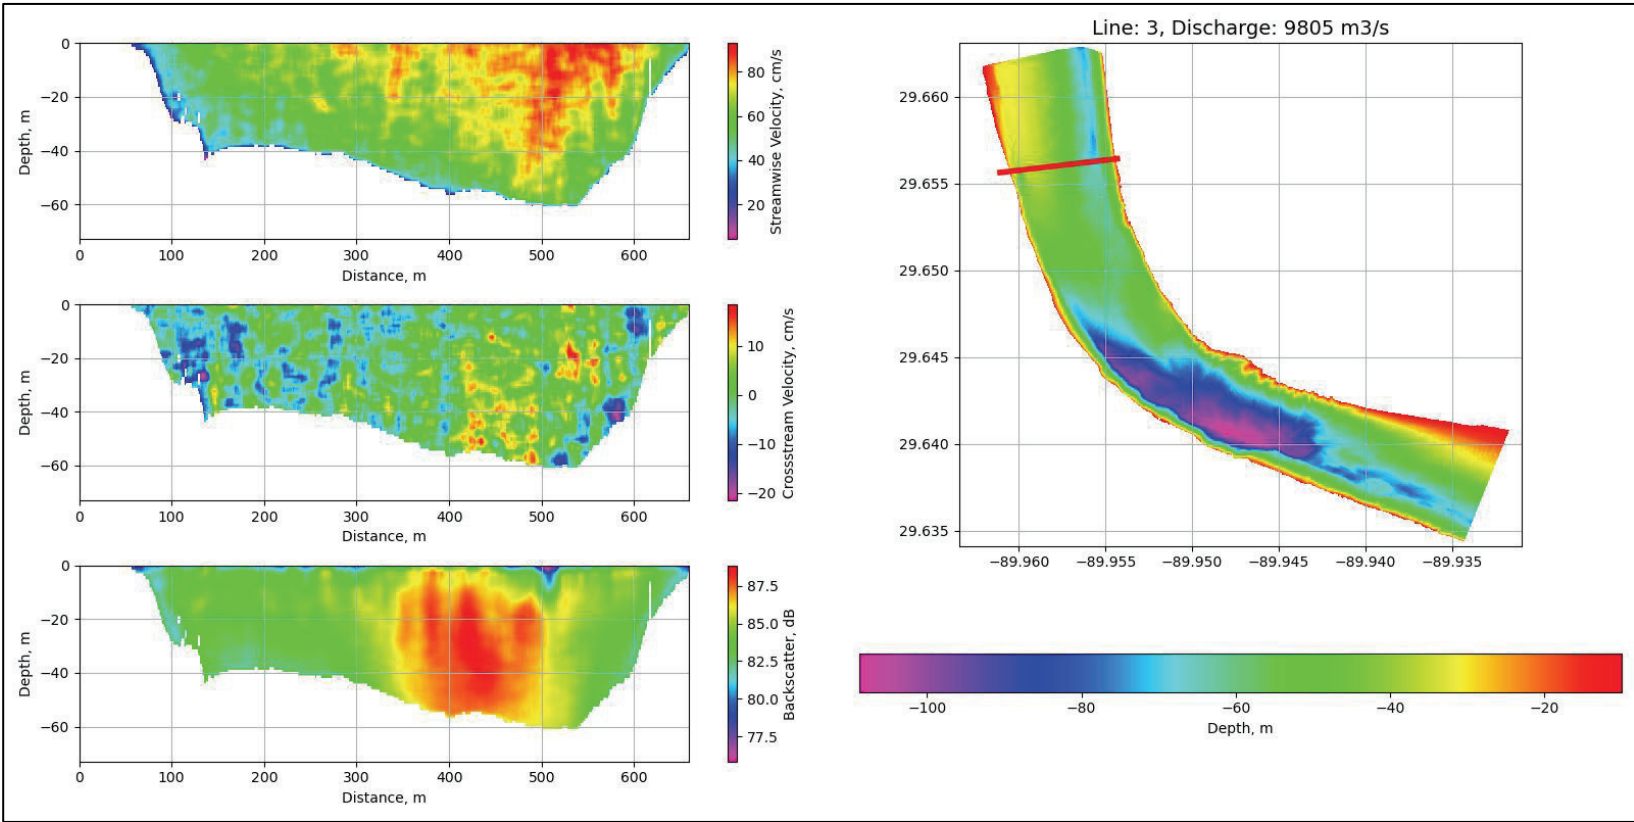 0
−20
−40
−60
Depth, m
0 100 200 300 400 500 600
Distance, m
80
60
40
20
Streamwise Velocity, cm/s
0
−20
−40
−60
Depth, m
0 100 200 300 400 500 600
Distance, m
10
0
−10
−20
Crossstream Velocity, cm/s
0
−20
−40
−60
Depth, m
0 100 200 300 400 500 600
Distance, m
87.5
85.0
82.5
80.0
77.5
Backscatter, dB
Line: 3, Discharge: 9805 m3/s
29.660
29.655
29.650
29.645
29.640
29.635
−89.960 −89.955 −89.950 −89.945 −89.940 −89.935
−100 −80 −60 −40 −20
Depth, m